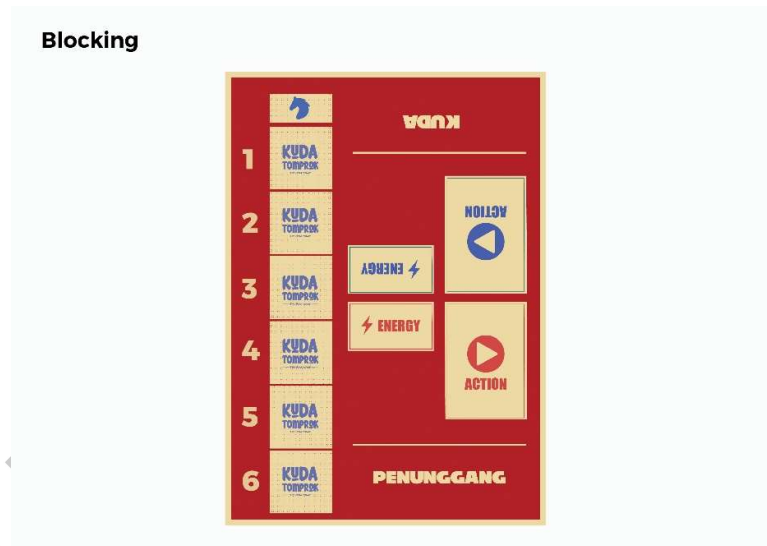 Blocking
KUDA
1
KUDA
TOMPROK
2
KUDA
TOMPROK
3
KUDA
TOMPROK
4
KUDA
TOMPROK
5
KUDA
TOMPROK
6
KUDA
TOMPROK
ACTION
ENERGY
ENERGY
ACTION
PENUNGGANG